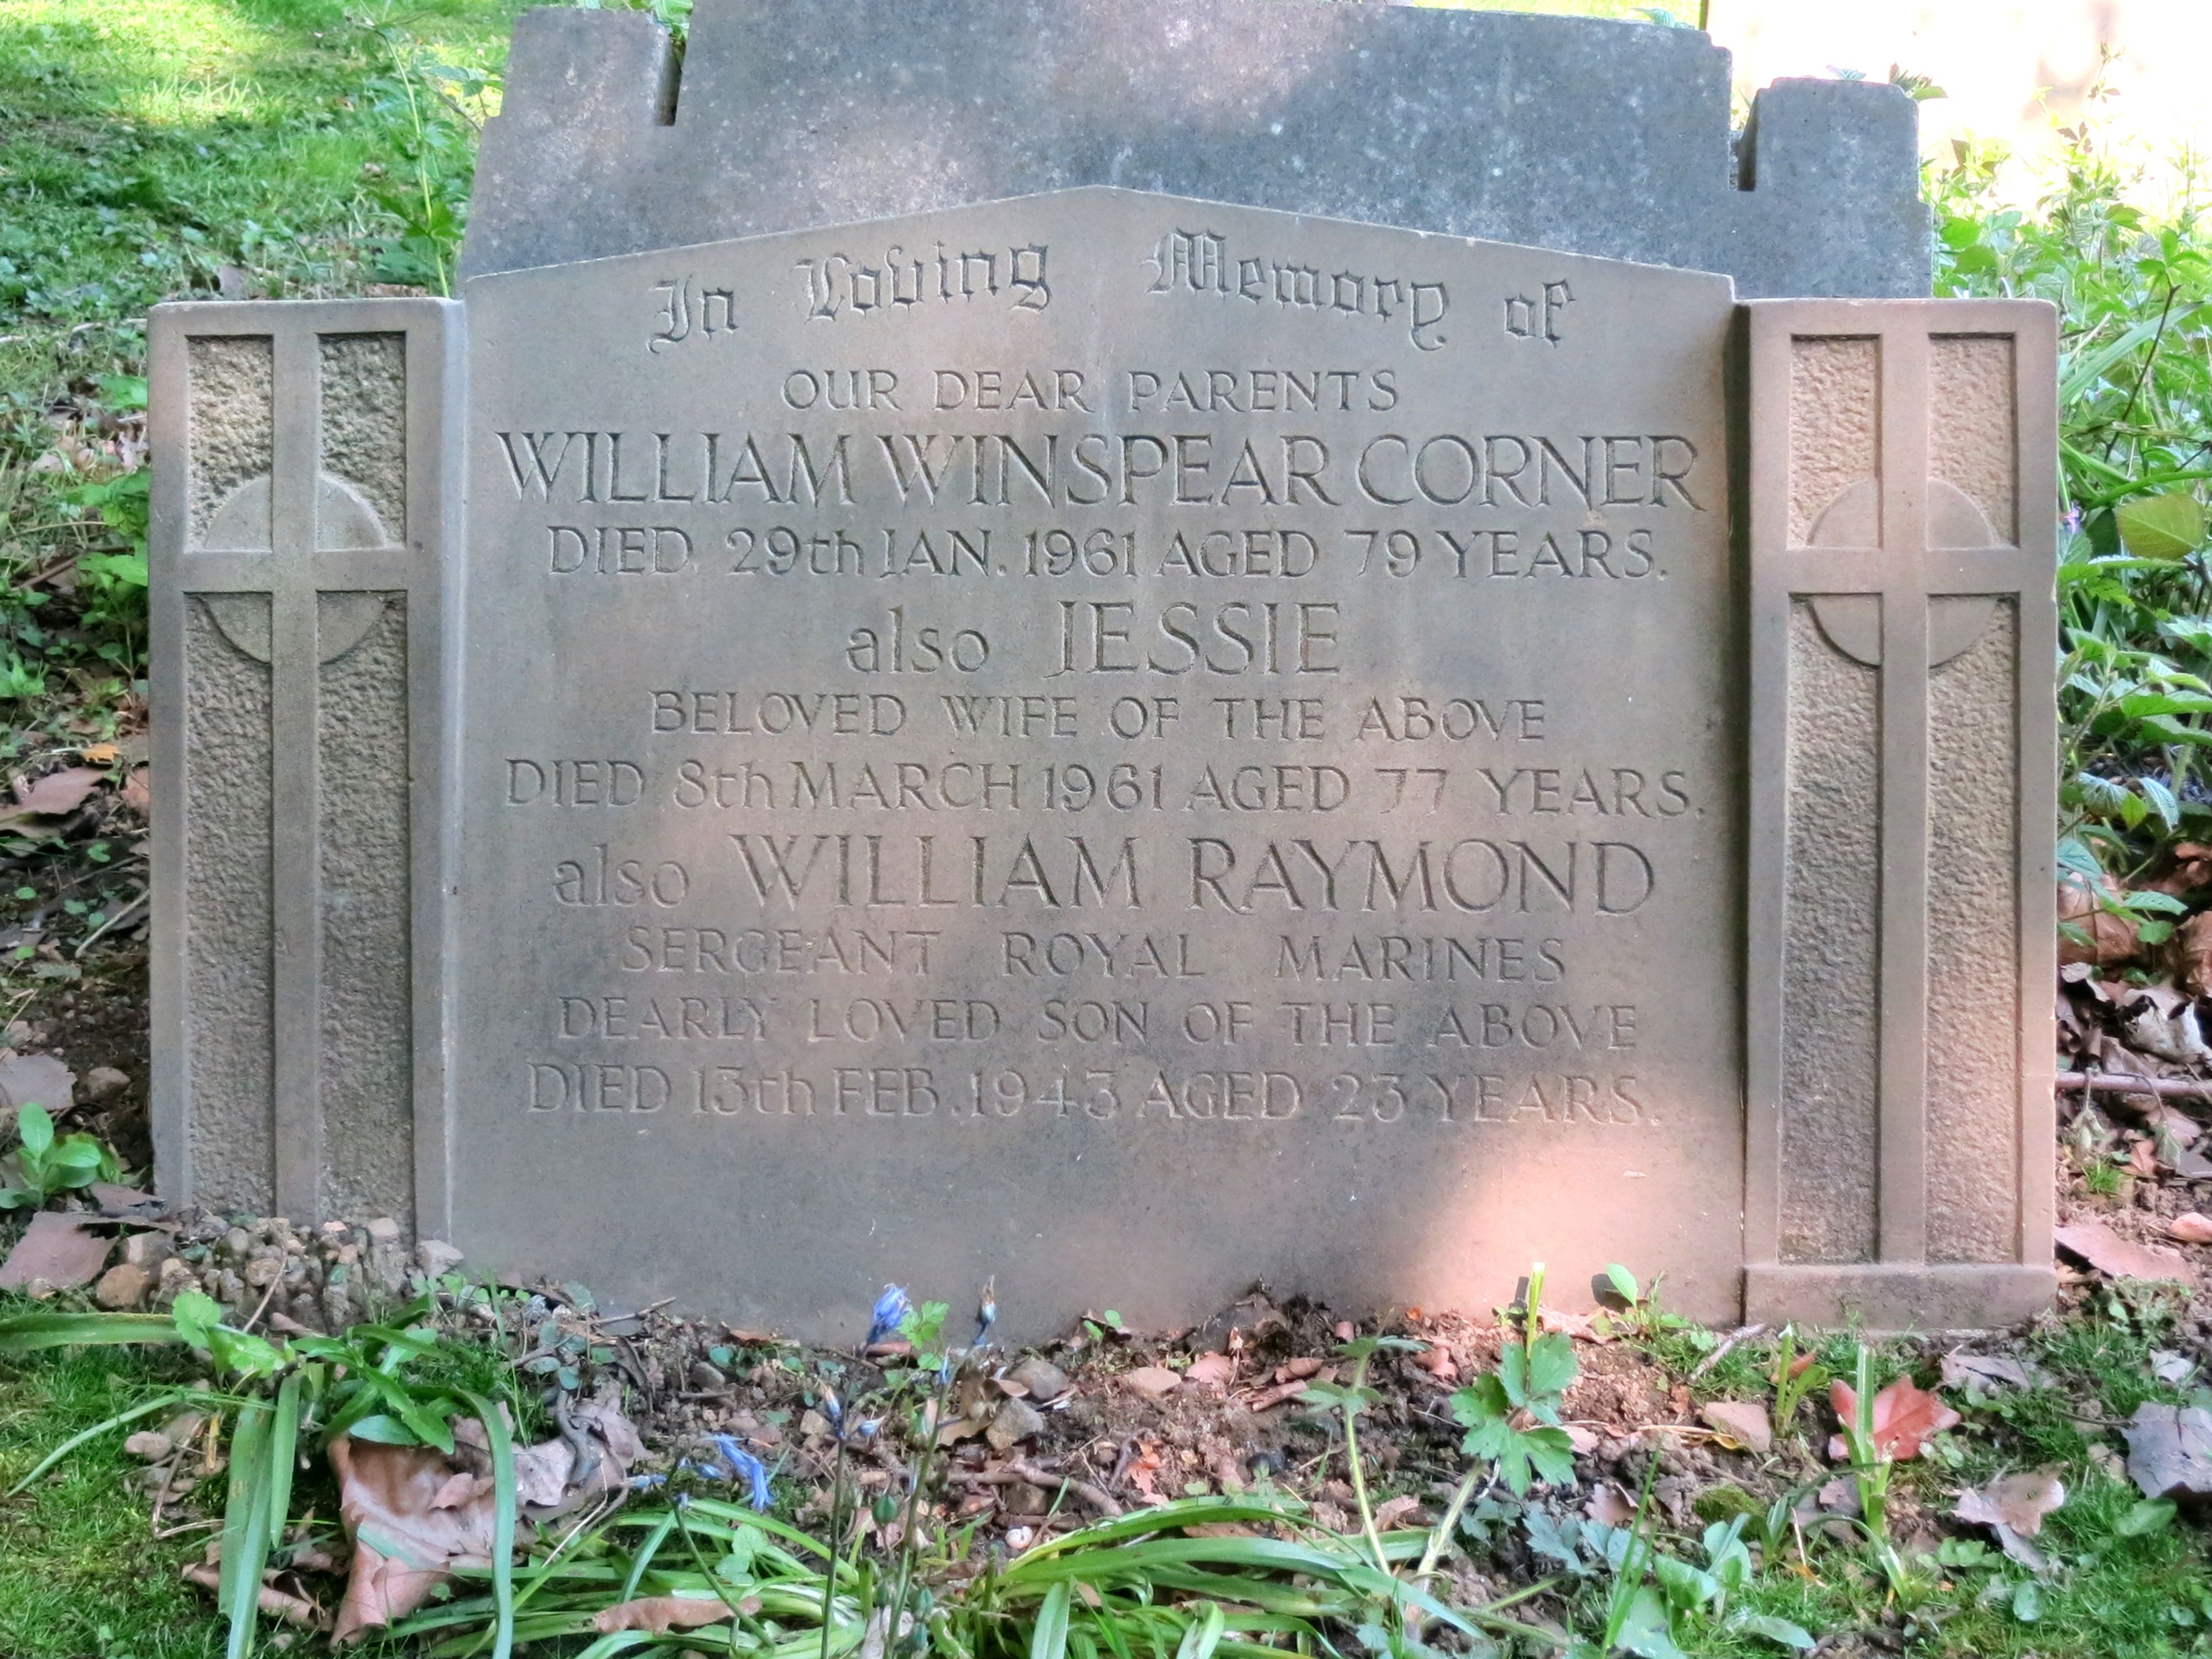 In Loving Memory of
OUR DEAR PARENTS
WILLIAM WINSPEAR CORNER
DIED 29th JAN. 1961 AGED 79 YEARS.
also JESSIE
BELOVED WIFE OF THE ABOVE
DIED 8th MARCH 1961 AGED 77 YEARS.
also WILLIAM RAYMOND
SERGEANT ROYAL MARINES
DEARLY LOVED SON OF THE ABOVE
DIED 13th FEB. 1943 AGED 23 YEARS.